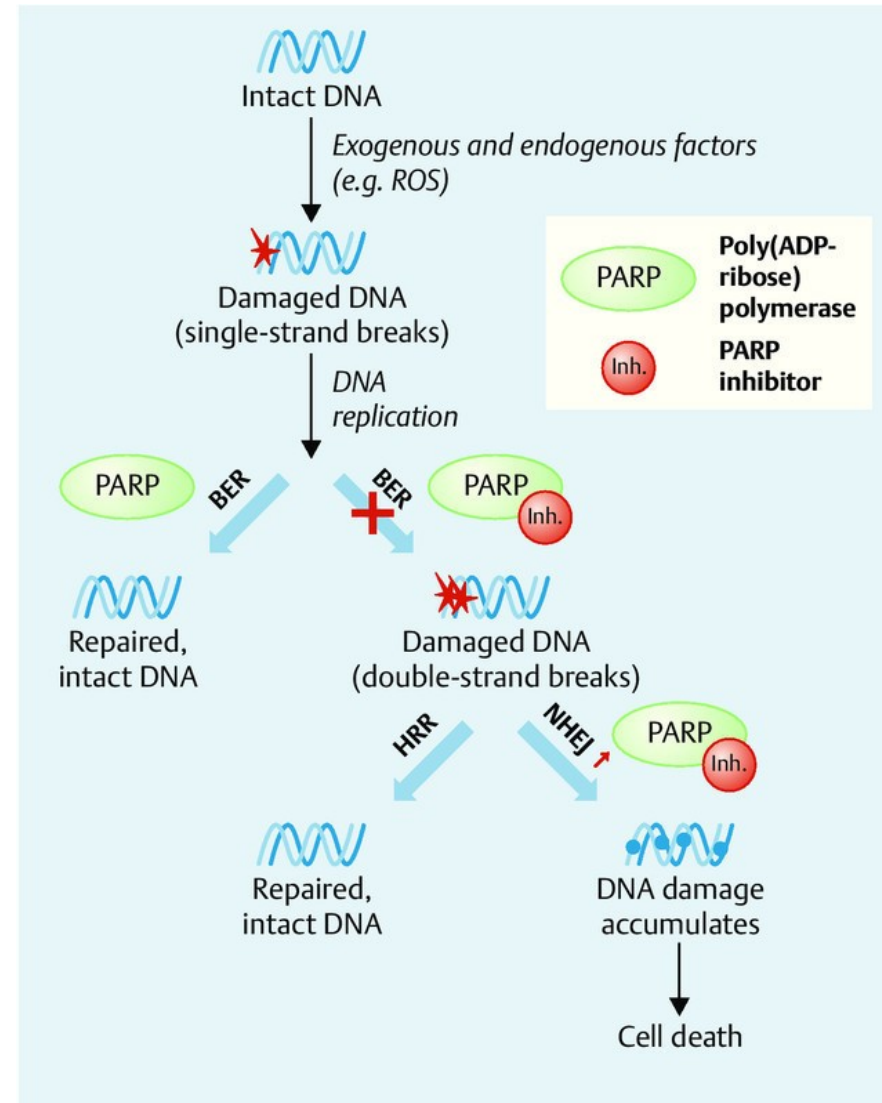 Intact DNA
Exogenous and endogenous factors
(e.g. ROS)
Damaged DNA
(single-strand breaks)
DNA
replication
PARP
Poly(ADP-
ribose)
polymerase
Inh.
PARP
inhibitor
PARP
BER
BER
PARP
Inh.
Repaired,
intact DNA
Damaged DNA
(double-strand breaks)
HRR
NHEJ
PARP
Inh.
Repaired,
intact DNA
DNA damage
accumulates
Cell death